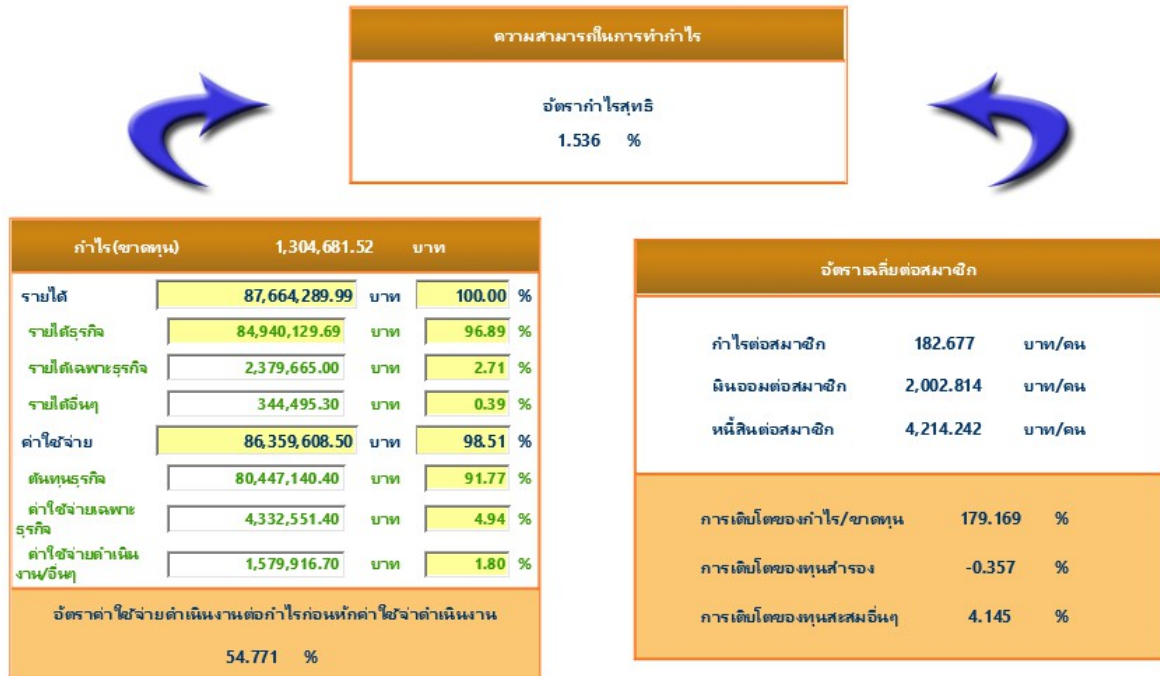 ความสามารถในการทำกำไร
อัตรากำไรสุทธิ
1.536 %
กำไร(ขาดทุน) 1,304,681.52 บาท
รายได้ 87,664,289.99 บาท 100.00 %
รายได้ธุรกิจ 84,940,129.69 บาท 96.89 %
รายได้เฉพาะธุรกิจ 2,379,665.00 บาท 2.71 %
รายได้อื่นๆ 344,495.30 บาท 0.39 %
ค่าใช้จ่าย 86,359,608.50 บาท 98.51 %
ต้นทุนธุรกิจ 80,447,140.40 บาท 91.77 %
ค่าใช้จ่ายเฉพาะ
ธุรกิจ 4,332,551.40 บาท 4.94 %
ค่าใช้จ่ายดำเนิน
งาน/อื่นๆ 1,579,916.70 บาท 1.80 %
อัตราค่าใช้จ่ายดำเนินงานต่อกำไรก่อนหักค่าใช้จ่าดำเนินงาน
54.771 %
อัตราเฉลี่ยต่อสมาชิก
กำไรต่อสมาชิก 182.677 บาท/คน
เงินออมต่อสมาชิก 2,002.814 บาท/คน
หนี้สินต่อสมาชิก 4,214.242 บาท/คน
การเติบโตของกำไร/ขาดทุน 179.169 %
การเติบโตของทุนสำรอง -0.357 %
การเติบโตของทุนสะสมอื่นๆ 4.145 %